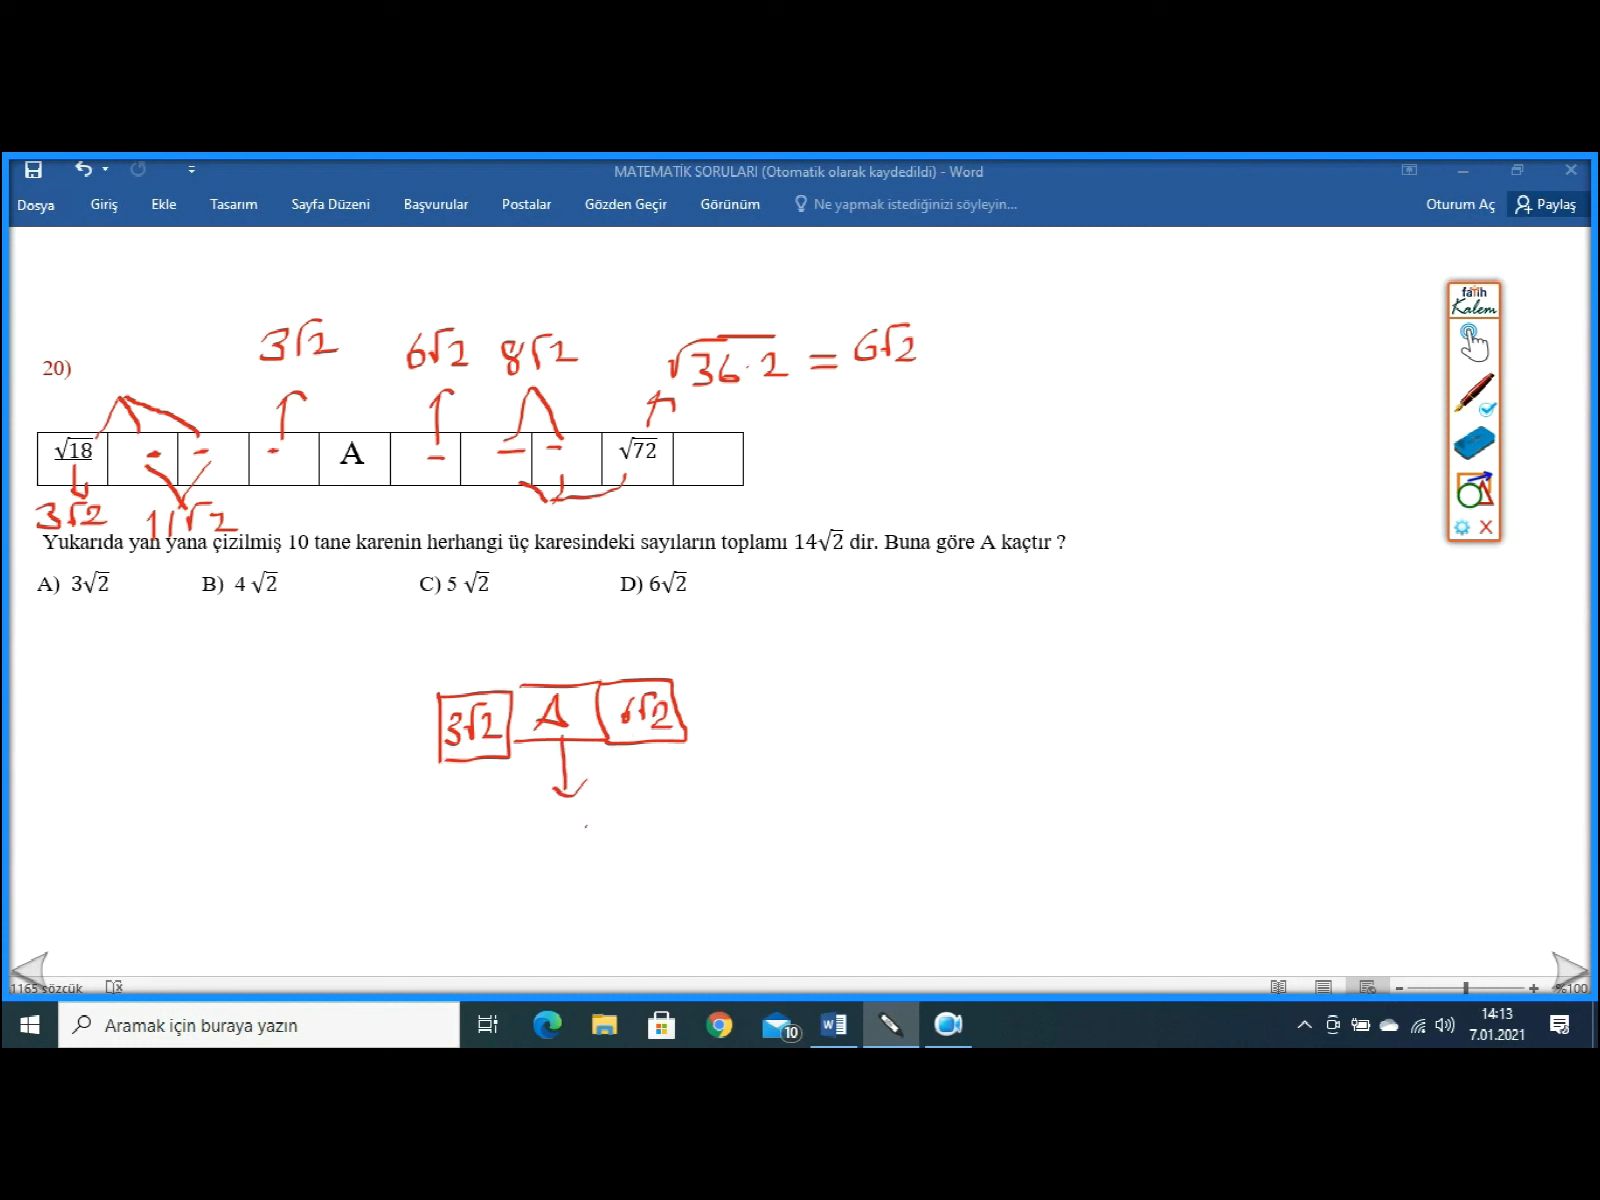 MATEMATİK SORULARI (Otomatik olarak kaydedildi) - Word
Dosya Giriş Ekle Tasarım Sayfa Düzeni Başvurular Postalar Gözden Geçir Görünüm Ne yapmak istediğinizi söyleyin... Oturum Aç Paylaş
fatih
Kalem
3√2 6√2 8√2 √36·2 = 6√2
20)
√18 A √72
3√2 11√2
Yukarıda yan yana çizilmiş 10 tane karenin herhangi üç karesindeki sayıların toplamı 14√2 dir. Buna göre A kaçtır ?
A) 3√2 B) 4 √2 C) 5 √2 D) 6√2
3√2 A 6√2
1165 sözcük %100
Aramak için buraya yazın 10 14:13
7.01.2021